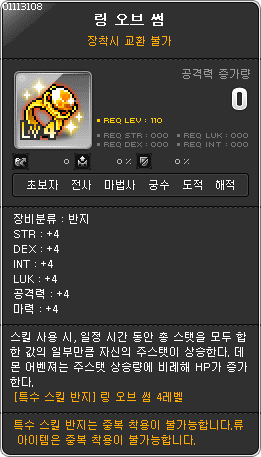 01113108
링 오브 썸
장착시 교환 불가
공격력 증가량
0
LV 4
• REQ LEV : 110
• REQ STR : 000 • REQ LUK : 000
• REQ DEX : 000 • REQ INT : 000
0 0 % 0 %
초보자 전사 마법사 궁수 도적 해적
장비분류 : 반지
STR : +4
DEX : +4
INT : +4
LUK : +4
공격력 : +4
마력 : +4
스킬 사용 시, 일정 시간 동안 총 스탯을 모두 합
한 값의 일부만큼 자신의 주스탯이 상승한다. 데
몬 어벤져는 주스탯 상승량에 비례해 HP가 증가
한다.
[특수 스킬 반지] 링 오브 썸 4레벨
특수 스킬 반지는 중복 착용이 불가능합니다.류
아이템은 중복 착용이 불가능합니다.